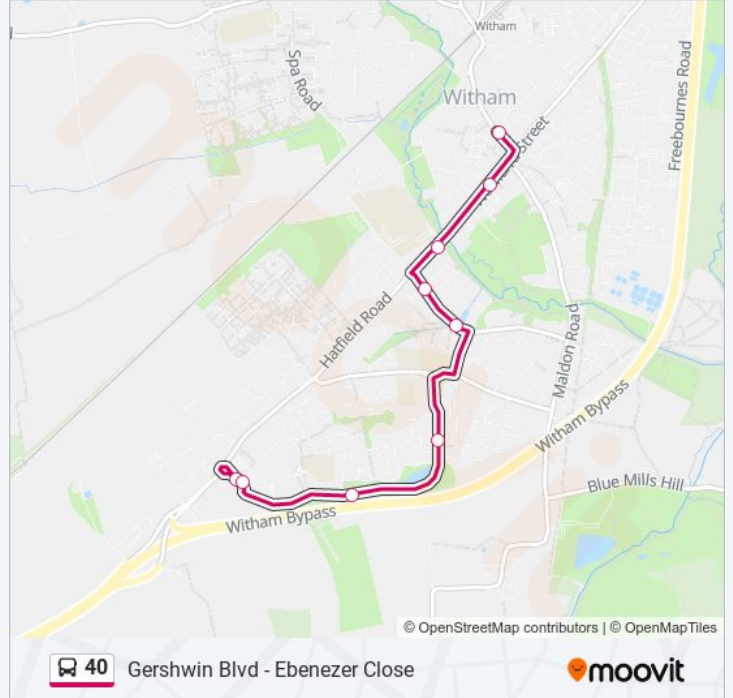 Witham
Spa Road
Witham
Street
Freebournes Road
Hatfield Road
Maldon Road
Witham Bypass
Blue Mills Hill
Witham Bypass
© OpenStreetMap contributors | © OpenMapTiles
40 Gershwin Blvd - Ebenezer Close
moovit